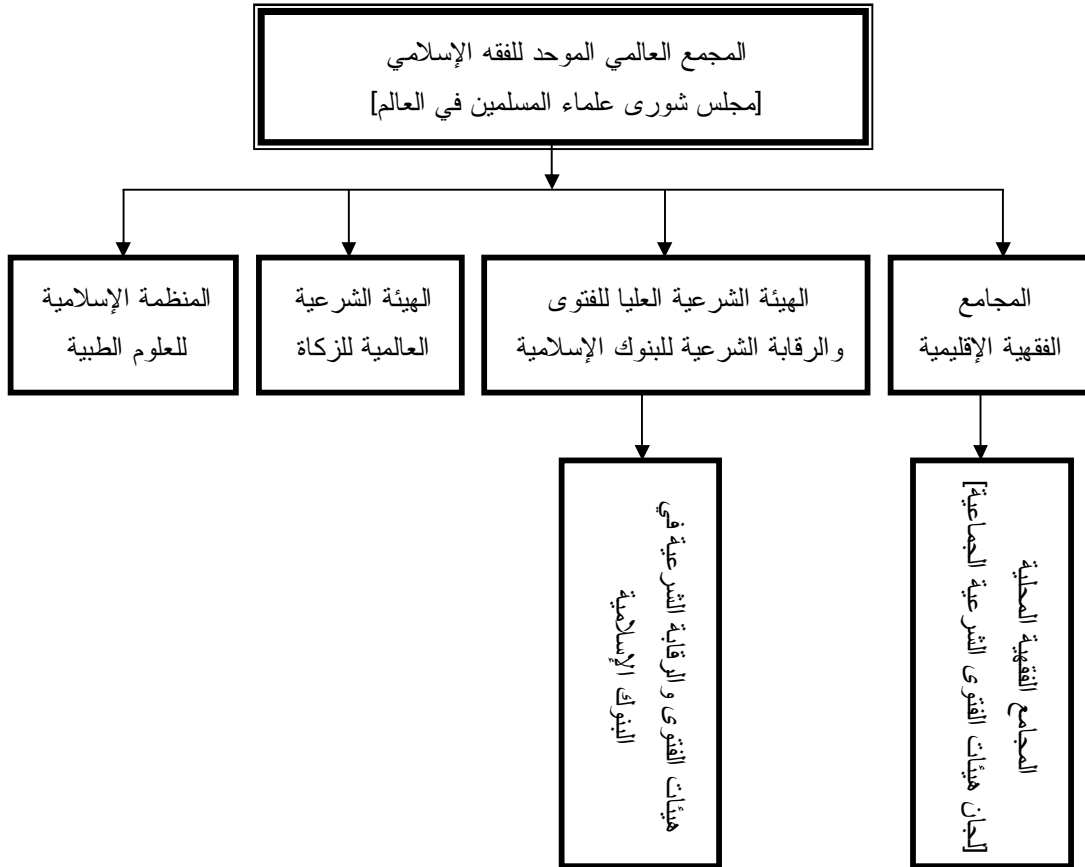 المجمع العالمي الموحد للفقه الإسلامي
[مجلس شورى علماء المسلمين في العالم]
المجامع
الفقهية الإقليمية
الهيئة الشرعية العليا للفتوى
والرقابة الشرعية للبنوك الإسلامية
الهيئة الشرعية
العالمية للزكاة
المنظمة الإسلامية
للعلوم الطبية
المجامع الفقهية المحلية
[لجان هيئات الفتوى الشرعية الجماعية]
هيئات الفتوى والرقابة الشرعية في
البنوك الإسلامية